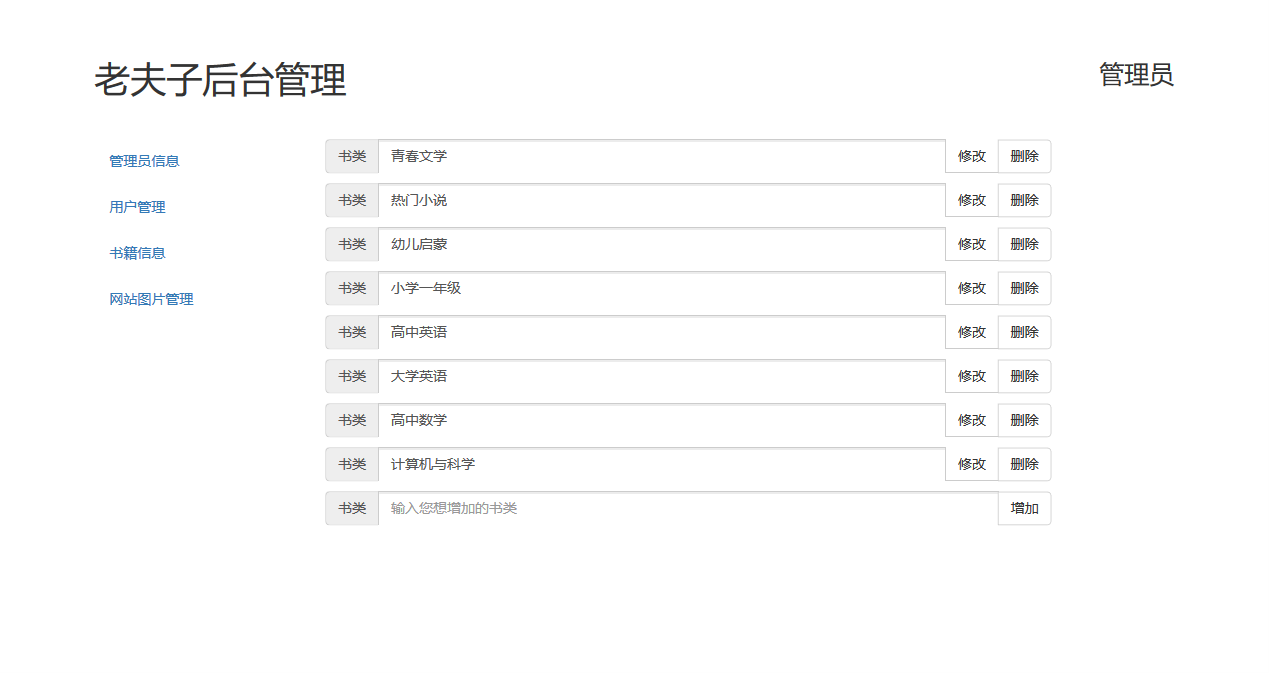 老夫子后台管理
管理员
管理员信息
用户管理
书籍信息
网站图片管理
书类 青春文学 修改 删除
书类 热门小说 修改 删除
书类 幼儿启蒙 修改 删除
书类 小学一年级 修改 删除
书类 高中英语 修改 删除
书类 大学英语 修改 删除
书类 高中数学 修改 删除
书类 计算机与科学 修改 删除
书类 输入您想增加的书类 增加